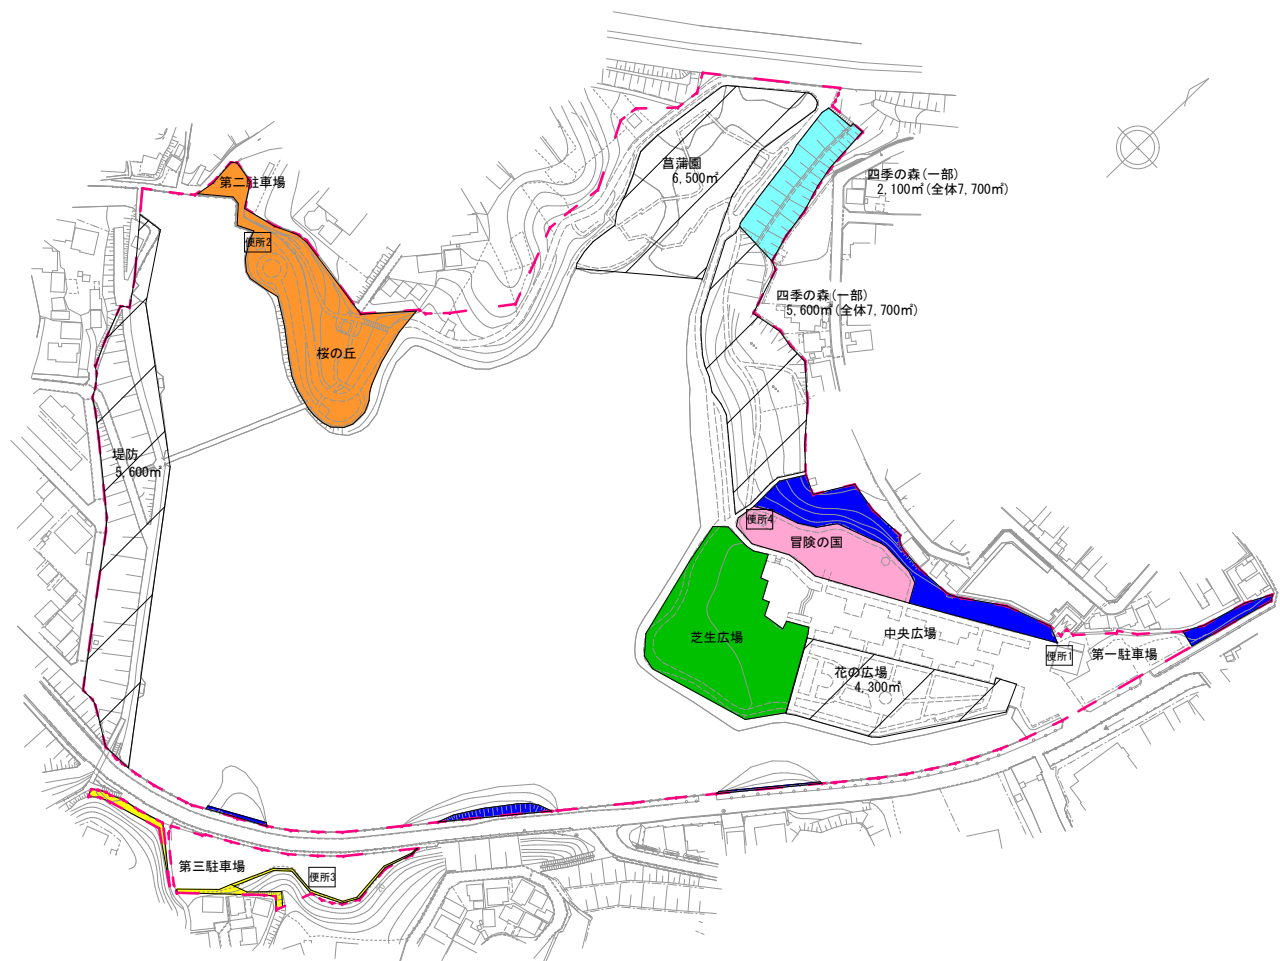 菖蒲園
6,500㎡
四季の森(一部)
2,100㎡(全体7,700㎡)
第二駐車場
便所2
四季の森(一部)
5,600㎡(全体7,700㎡)
桜の丘
堤防
5,600㎡
便所4
冒険の国
芝生広場
中央広場
便所1
第一駐車場
花の広場
4,300㎡
第三駐車場
便所3